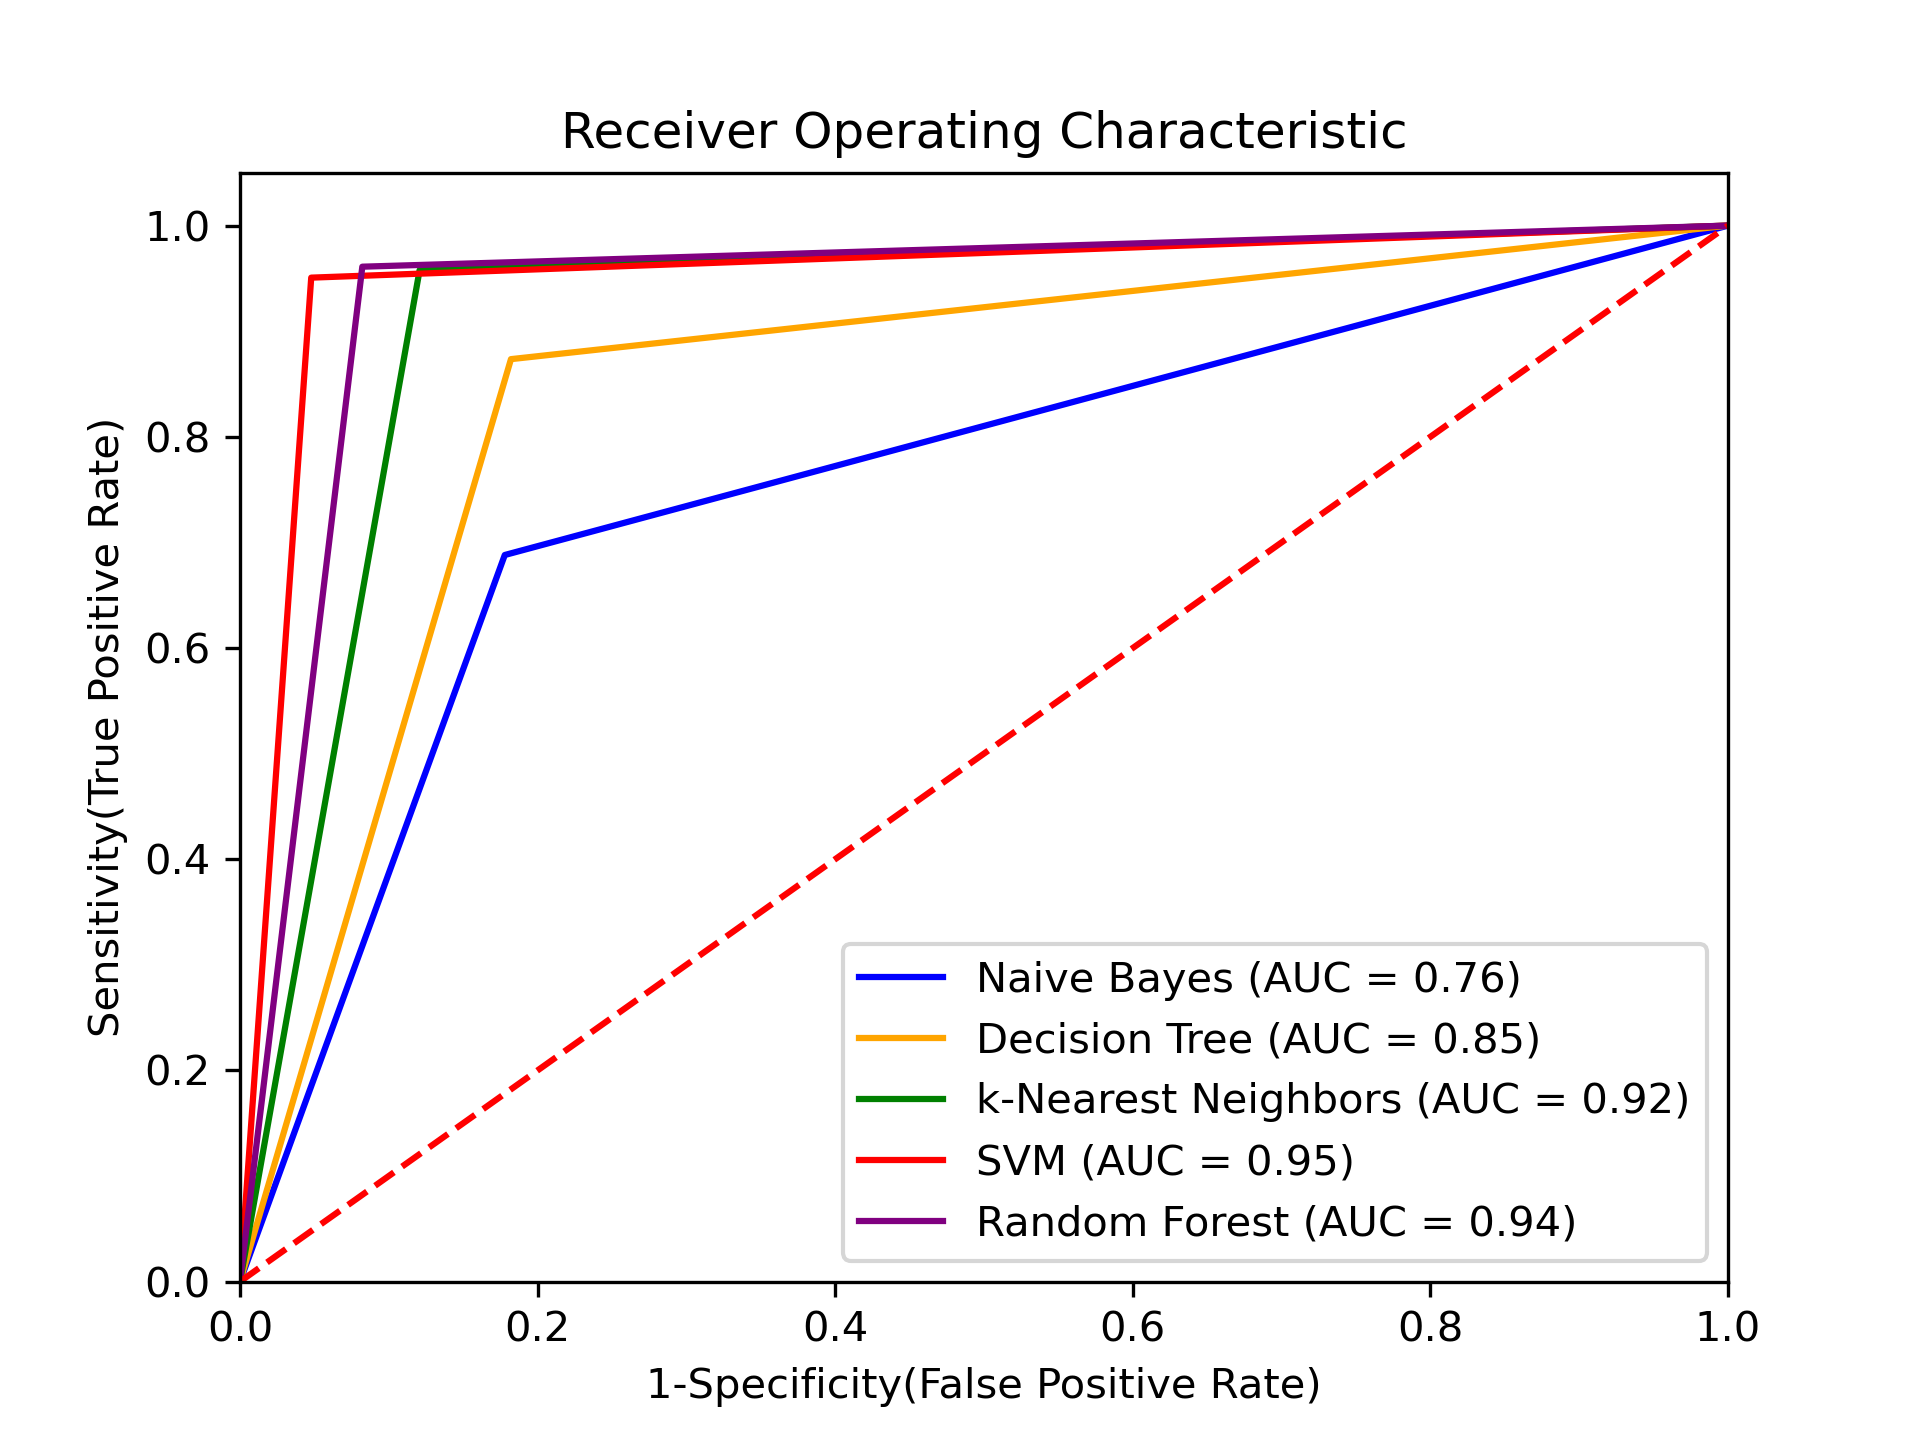 Receiver Operating Characteristic
1.0
0.8
0.6
0.4
0.2
0.0
Sensitivity(True Positive Rate)
0.0 0.2 0.4 0.6 0.8 1.0
1-Specificity(False Positive Rate)
Naive Bayes (AUC = 0.76)
Decision Tree (AUC = 0.85)
k-Nearest Neighbors (AUC = 0.92)
SVM (AUC = 0.95)
Random Forest (AUC = 0.94)